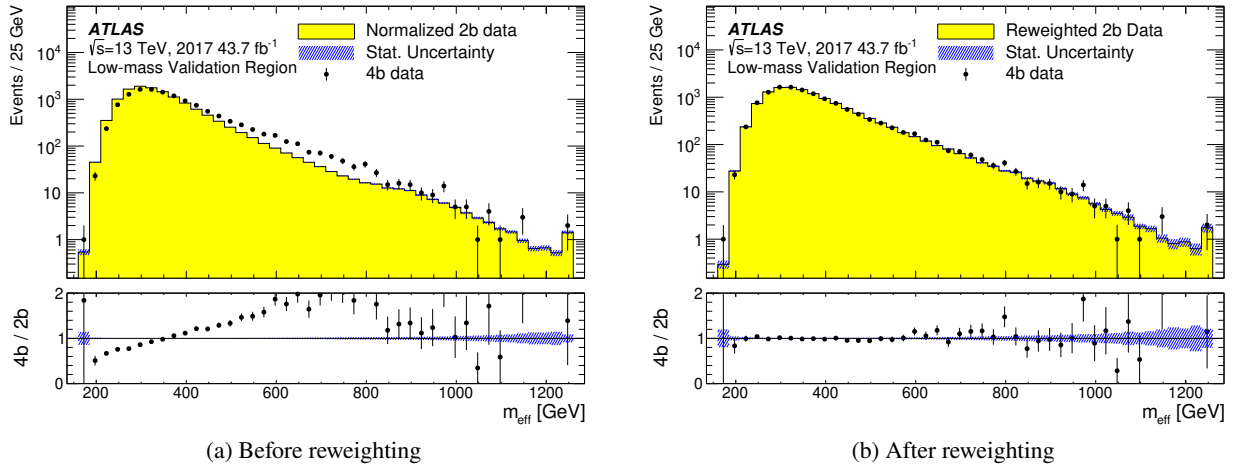 ATLAS
√s=13 TeV, 2017 43.7 fb⁻¹
Low-mass Validation Region
Normalized 2b data
Stat. Uncertainty
4b data
Events / 25 GeV
10⁴
10³
10²
10
1
4b / 2b
2
1
0
200 400 600 800 1000 1200
m_eff [GeV]
(a) Before reweighting
ATLAS
√s=13 TeV, 2017 43.7 fb⁻¹
Low-mass Validation Region
Reweighted 2b Data
Stat. Uncertainty
4b data
Events / 25 GeV
10⁴
10³
10²
10
1
4b / 2b
2
1
0
200 400 600 800 1000 1200
m_eff [GeV]
(b) After reweighting